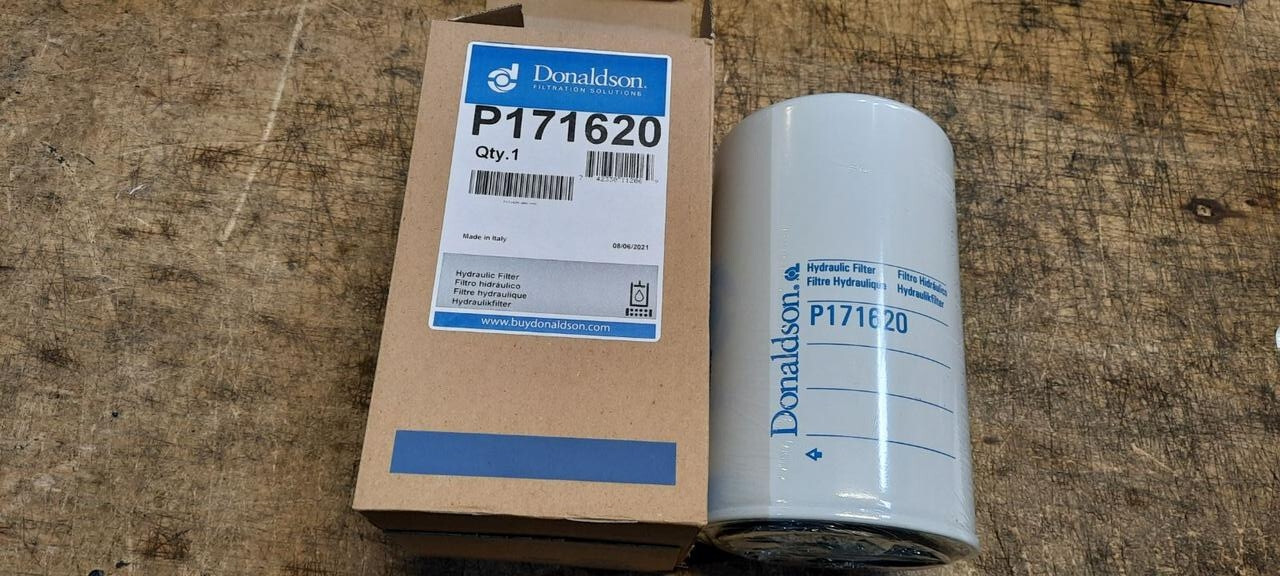 Donaldson.
FILTRATION SOLUTIONS
P171620
Qty.1
Made in Italy
08/06/2021
Hydraulic Filter
Filtro hidráulico
Filtre hydraulique
Hydraulikfilter
www.buydonaldson.com
Donaldson.
Hydraulic Filter
Filtro Hidráulico
Filtre Hydraulique
Hydraulikfilter
P171620